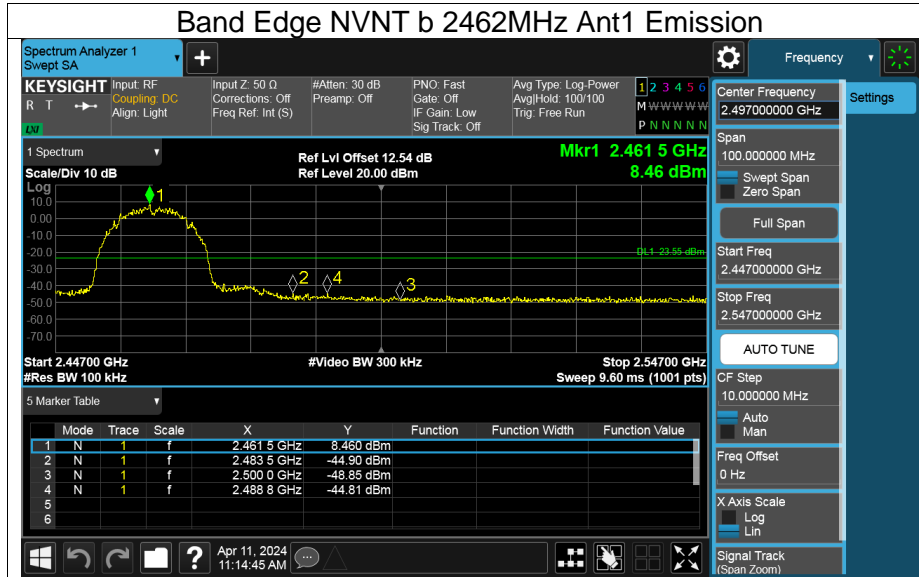 Band Edge NVNT b 2462MHz Ant1 Emission
Spectrum Analyzer 1
Swept SA
+
Frequency
KEYSIGHT
R T
LXI
Input: RF
Coupling: DC
Align: Light
Input Z: 50 Ω
Corrections: Off
Freq Ref: Int (S)
#Atten: 30 dB
Preamp: Off
PNO: Fast
Gate: Off
IF Gain: Low
Sig Track: Off
Avg Type: Log-Power
Avg|Hold: 100/100
Trig: Free Run
1 2 3 4 5 6
M W W W W W
P N N N N N
1 Spectrum
Scale/Div 10 dB
Ref Lvl Offset 12.54 dB
Ref Level 20.00 dBm
Mkr1 2.461 5 GHz
8.46 dBm
Log
10.0
0.00
-10.0
-20.0
-30.0
-40.0
-50.0
-60.0
-70.0
1
2
4
3
DL1 -23.55 dBm
Start 2.44700 GHz
#Res BW 100 kHz
#Video BW 300 kHz
Stop 2.54700 GHz
Sweep 9.60 ms (1001 pts)
5 Marker Table
Mode Trace Scale X Y Function Function Width Function Value
1 N 1 f 2.461 5 GHz 8.460 dBm
2 N 1 f 2.483 5 GHz -44.90 dBm
3 N 1 f 2.500 0 GHz -48.85 dBm
4 N 1 f 2.488 8 GHz -44.81 dBm
5
6
Center Frequency
2.497000000 GHz
Settings
Span
100.000000 MHz
Swept Span
Zero Span
Full Span
Start Freq
2.447000000 GHz
Stop Freq
2.547000000 GHz
AUTO TUNE
CF Step
10.000000 MHz
Auto
Man
Freq Offset
0 Hz
X Axis Scale
Log
Lin
Signal Track
(Span Zoom)
?
Apr 11, 2024
11:14:45 AM